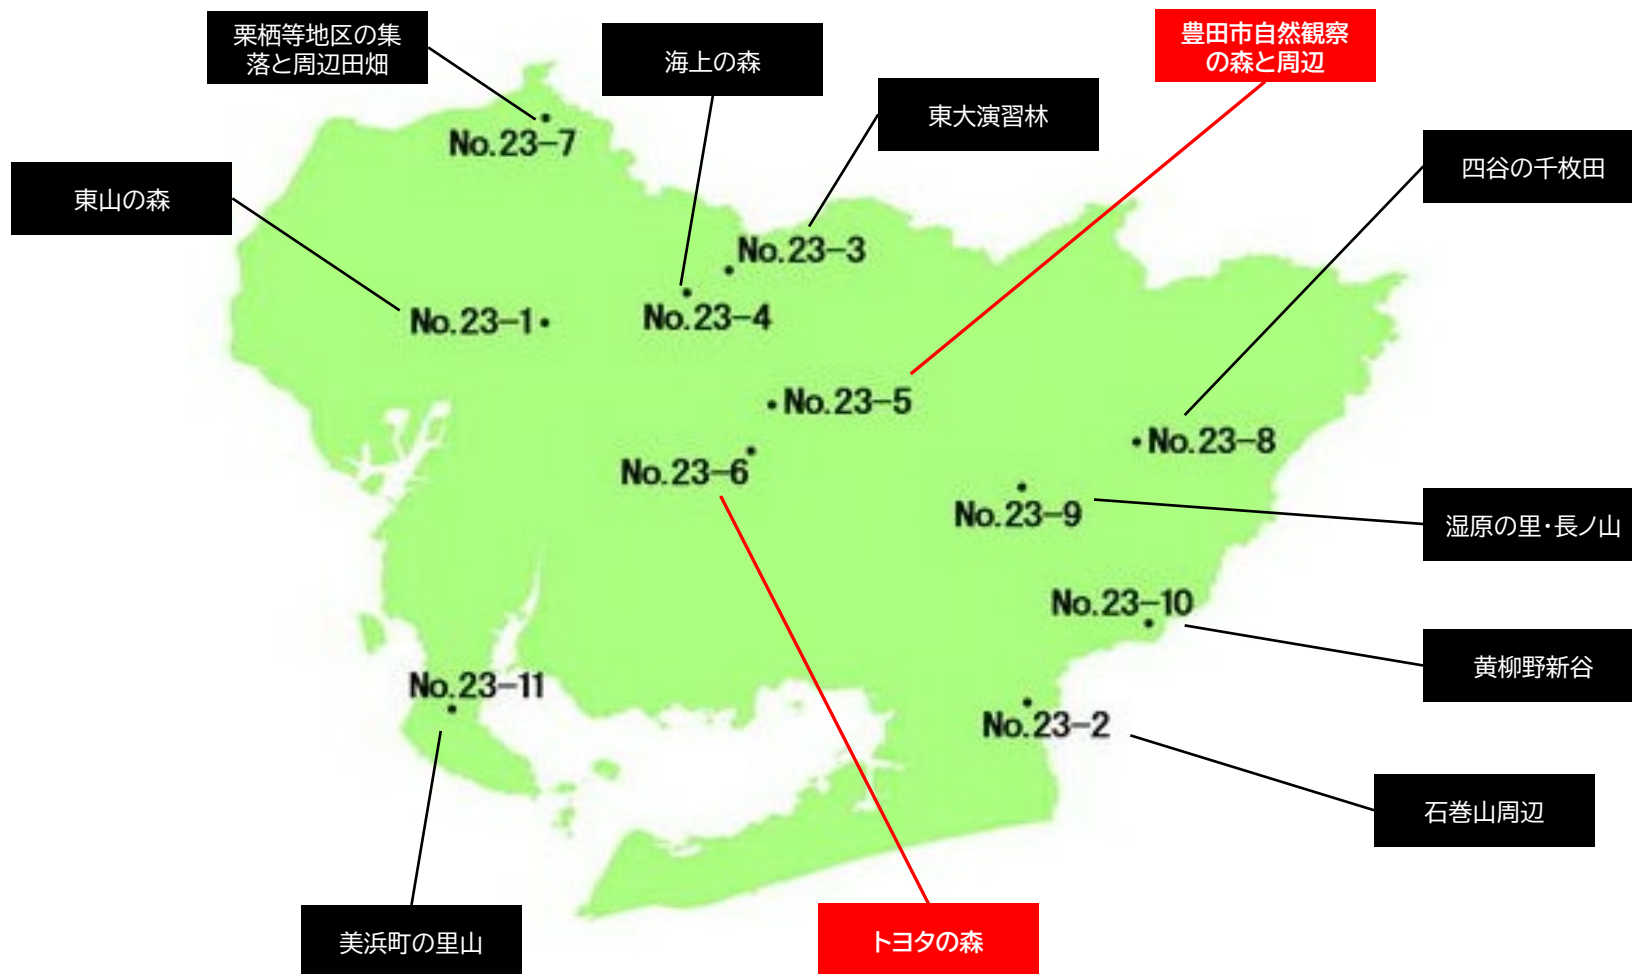 栗栖等地区の集
落と周辺田畑
海上の森
豊田市自然観察
の森と周辺
東大演習林
No.23-7
四谷の千枚田
東山の森
No.23-3
No.23-4
No.23-1
No.23-5
No.23-8
No.23-6
No.23-9
湿原の里・長ノ山
No.23-10
黄柳野新谷
No.23-11
No.23-2
石巻山周辺
美浜町の里山
トヨタの森